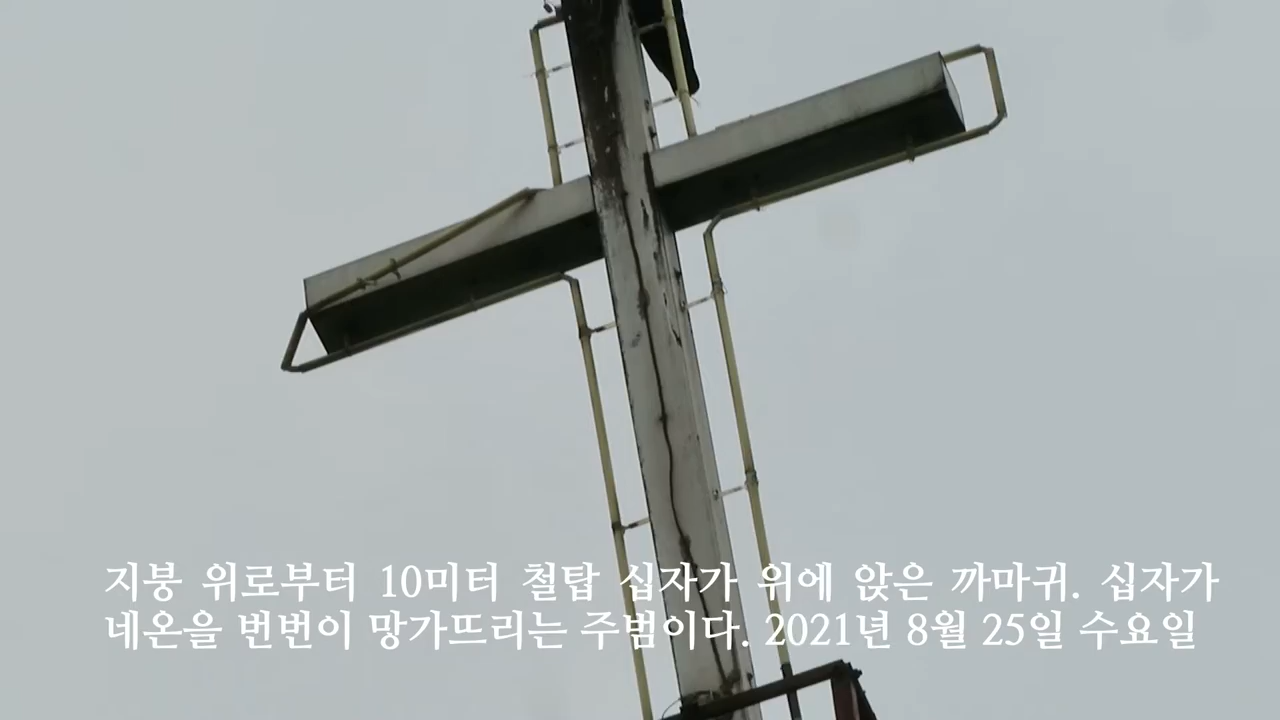 지붕 위로부터 10미터 철탑 십자가 위에 앉은 까마귀. 십자가
네온을 번번이 망가뜨리는 주범이다. 2021년 8월 25일 수요일